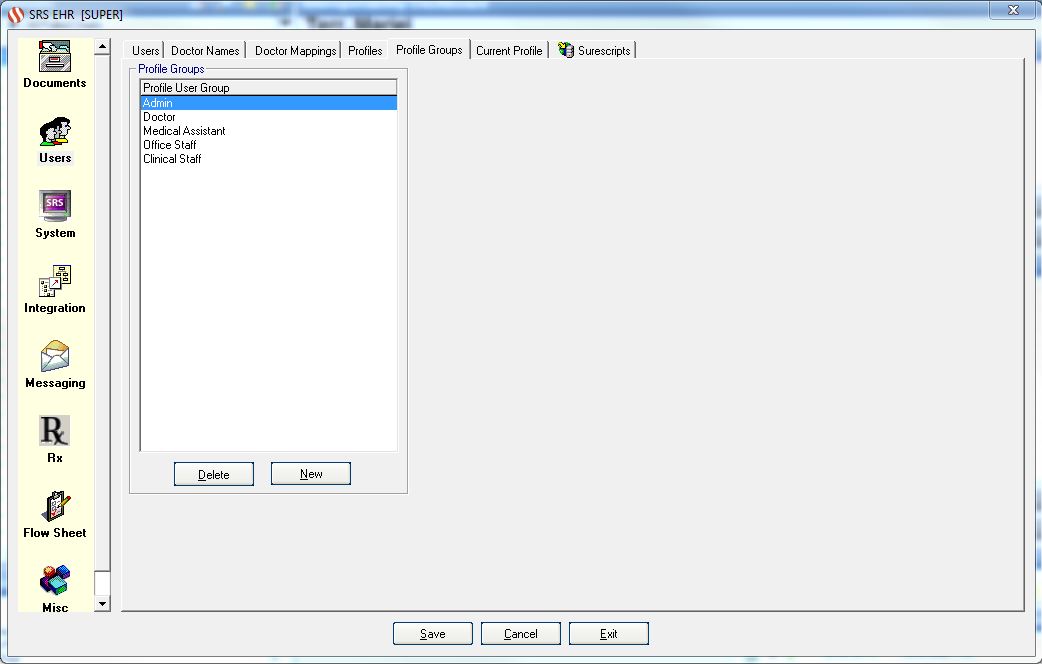 SRS EHR [SUPER]
Documents
Users
SRS
System
Integration
Messaging
Rx
Rx
Flow Sheet
Misc
Users Doctor Names Doctor Mappings Profiles Profile Groups Current Profile Surescripts
Profile Groups
Profile User Group
Admin
Doctor
Medical Assistant
Office Staff
Clinical Staff
Delete New
Save Cancel Exit